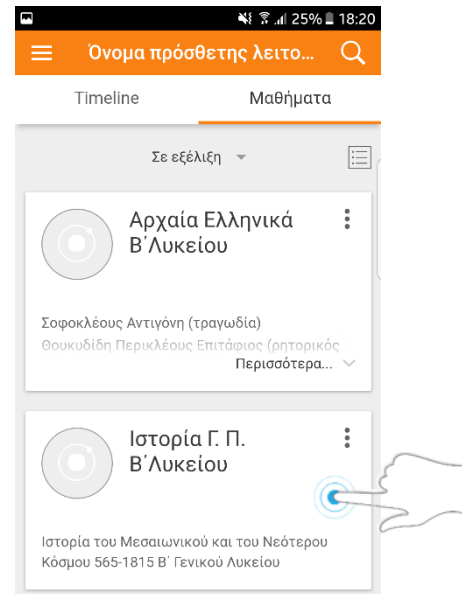 25% 18:20
Όνομα πρόσθετης λειτο...
Timeline Μαθήματα
Σε εξέλιξη
Αρχαία Ελληνικά
Β΄Λυκείου
Σοφοκλέους Αντιγόνη (τραγωδία)
Θουκυδίδη Περικλέους Επιτάφιος (ρητορικός
Περισσότερα...
Ιστορία Γ. Π.
Β΄Λυκείου
Ιστορία του Μεσαιωνικού και του Νεότερου
Κόσμου 565-1815 Β΄ Γενικού Λυκείου